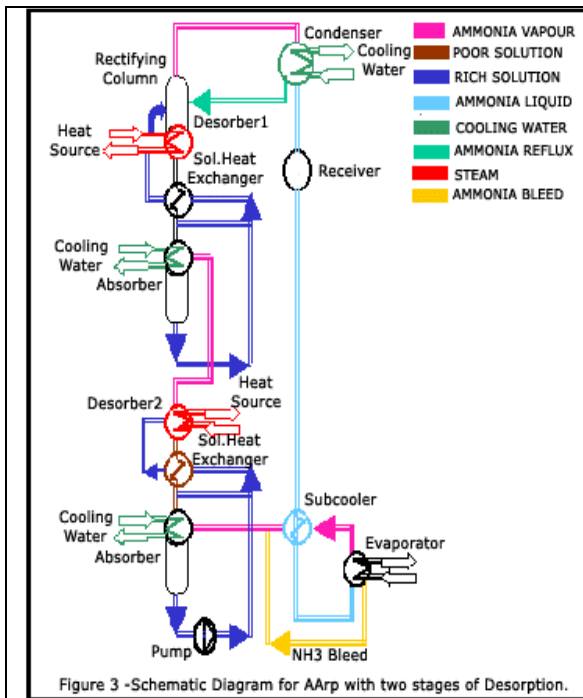 Condenser
Cooling
Water
Rectifying
Column
Desorber1
Heat
Source
Sol.Heat
Exchanger
Receiver
Cooling
Water
Absorber
Heat
Source
Desorber2
Sol.Heat
Exchanger
Subcooler
Cooling
Water
Absorber
Evaporator
Pump
NH3 Bleed
AMMONIA VAPOUR
POOR SOLUTION
RICH SOLUTION
AMMONIA LIQUID
COOLING WATER
AMMONIA REFLUX
STEAM
AMMONIA BLEED
Figure 3 -Schematic Diagram for AArp with two stages of Desorption.